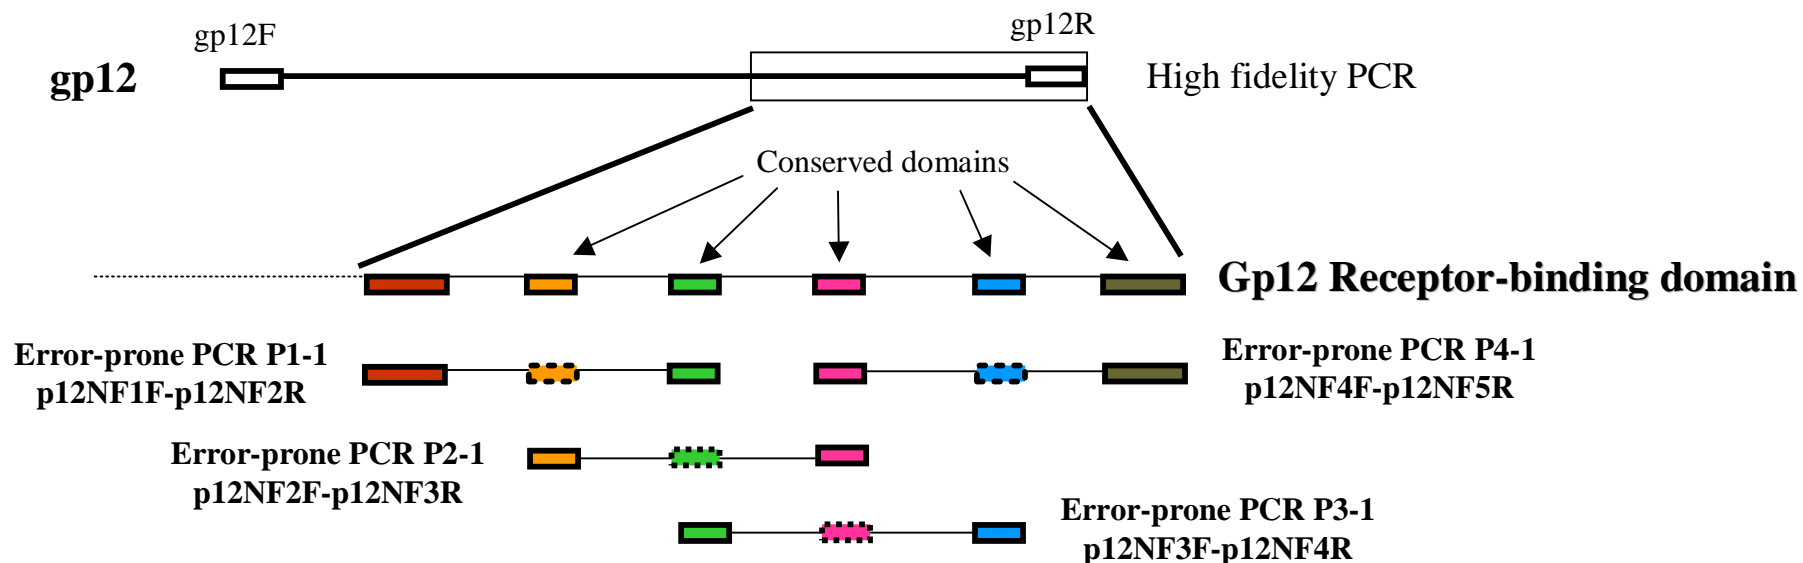 gp12F
gp12R
gp12
High fidelity PCR
Conserved domains
Gp12 Receptor-binding domain
Error-prone PCR P1-1
p12NF1F-p12NF2R
Error-prone PCR P4-1
p12NF4F-p12NF5R
Error-prone PCR P2-1
p12NF2F-p12NF3R
Error-prone PCR P3-1
p12NF3F-p12NF4R